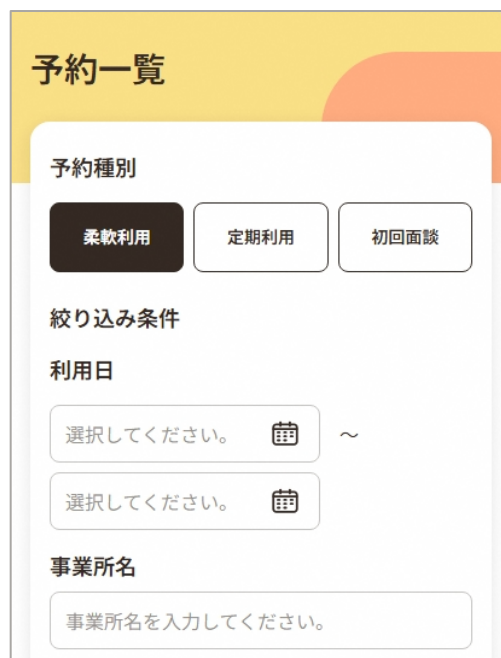 予約一覧
予約種別
柔軟利用 定期利用 初回面談
絞り込み条件
利用日
選択してください。 ～
選択してください。
事業所名
事業所名を入力してください。